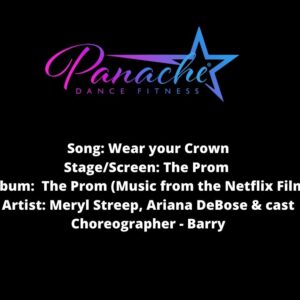 Panache
DANCE FITNESS
Song: Wear your Crown
Stage/Screen: The Prom
bum: The Prom (Music from the Netflix Film
Artist: Meryl Streep, Ariana DeBose & cast
Choreographer - Barry